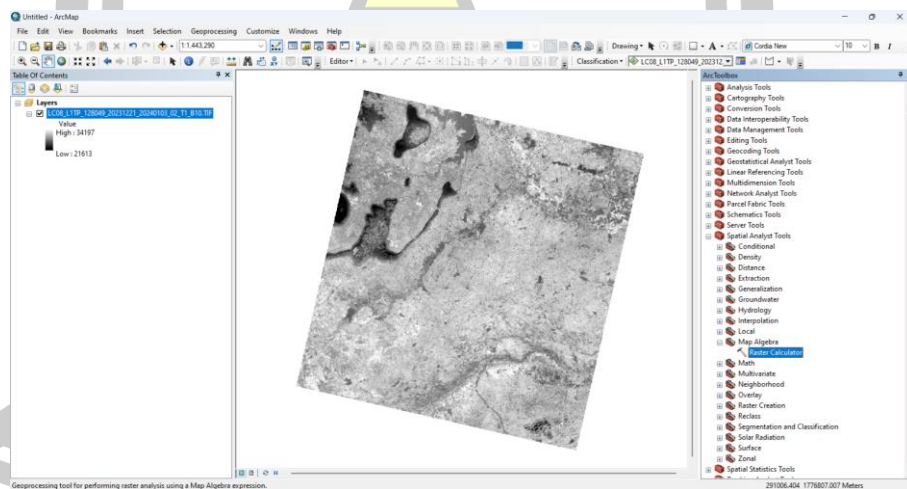 Untitled - ArcMap
File Edit View Bookmarks Insert Selection Geoprocessing Customize Windows Help
1:1,443,290
Drawing
A
Cordia New
10
B I
Editor
Classification
LC08_L1TP_128049_202312
Table Of Contents
Layers
LC08_L1TP_128049_20231221_20240103_02_T1_B10.TIF
Value
High : 34197
Low : 21613
ArcToolbox
Analysis Tools
Cartography Tools
Conversion Tools
Data Interoperability Tools
Data Management Tools
Editing Tools
Geocoding Tools
Geostatistical Analyst Tools
Linear Referencing Tools
Multidimension Tools
Network Analyst Tools
Parcel Fabric Tools
Schematics Tools
Server Tools
Spatial Analyst Tools
Conditional
Density
Distance
Extraction
Generalization
Groundwater
Hydrology
Interpolation
Local
Map Algebra
Raster Calculator
Math
Multivariate
Neighborhood
Overlay
Raster Creation
Reclass
Segmentation and Classification
Solar Radiation
Surface
Zonal
Spatial Statistics Tools
Geoprocessing tool for performing raster analysis using a Map Algebra expression.
291006.404 1776807.007 Meters